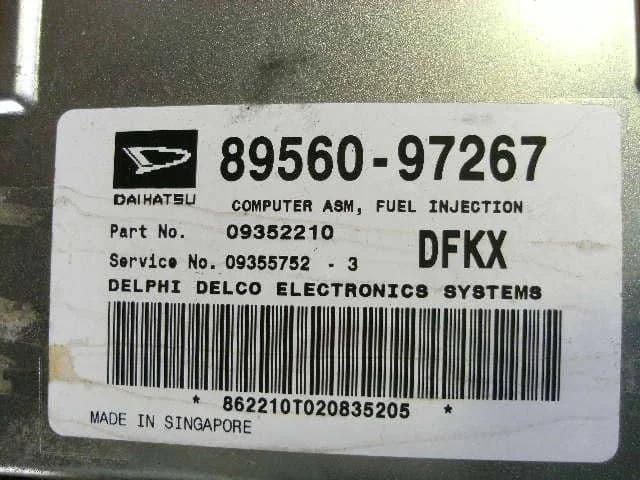 89560-97267
DAIHATSU
COMPUTER ASM, FUEL INJECTION
Part No. 09352210
DFKX
Service No. 09355752 - 3
DELPHI DELCO ELECTRONICS SYSTEMS
* 862210T020835205 *
MADE IN SINGAPORE